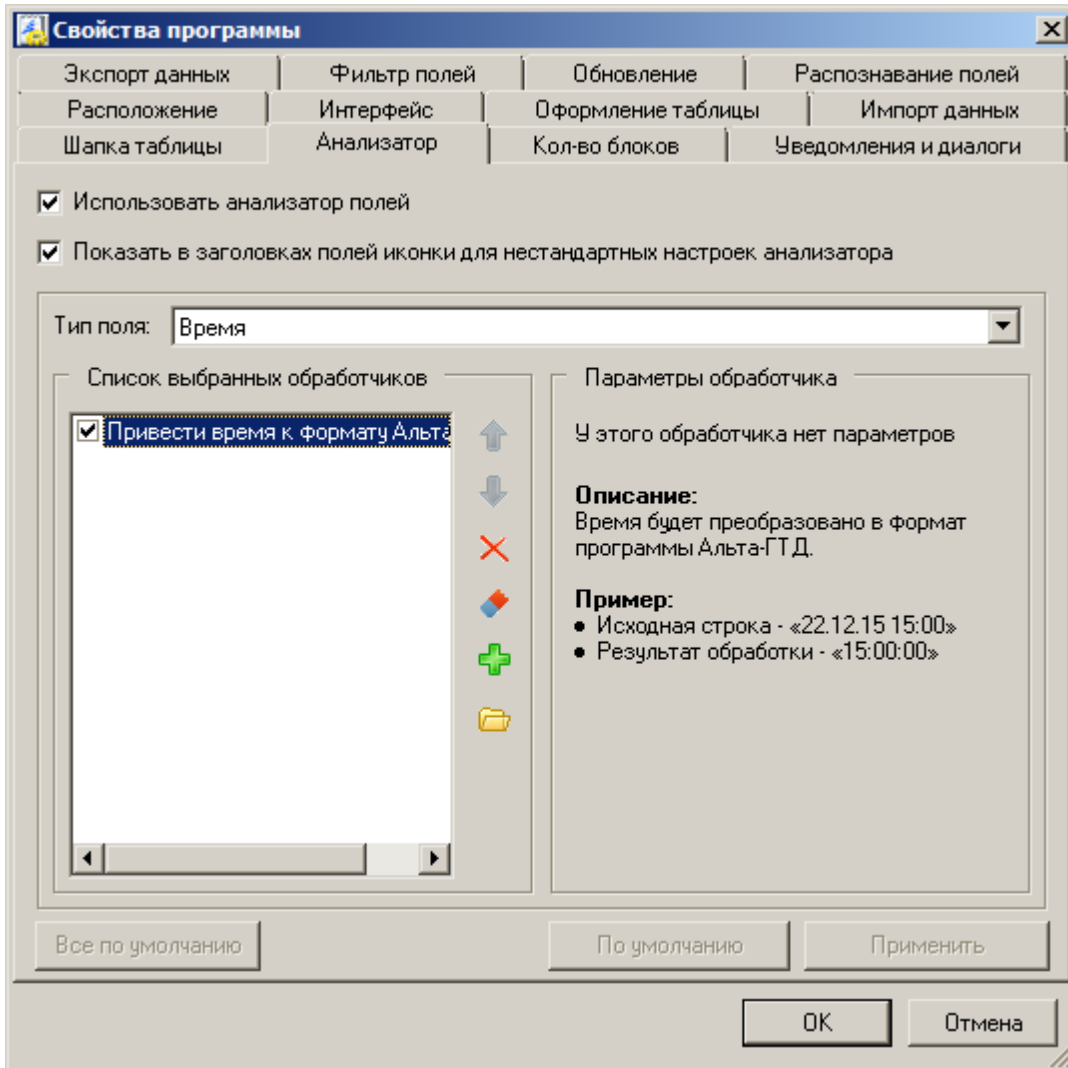 Свойства программы
Экспорт данных Фильтр полей Обновление Распознавание полей
Расположение Интерфейс Оформление таблицы Импорт данных
Шапка таблицы Анализатор Кол-во блоков Уведомления и диалоги
Использовать анализатор полей
Показать в заголовках полей иконки для нестандартных настроек анализатора
Тип поля: Время
Список выбранных обработчиков
Привести время к формату Альта
Параметры обработчика
У этого обработчика нет параметров
Описание:
Время будет преобразовано в формат
программы Альта-ГТД.
Пример:
• Исходная строка - «22.12.15 15:00»
• Результат обработки - «15:00:00»
Все по умолчанию По умолчанию Применить
OK Отмена